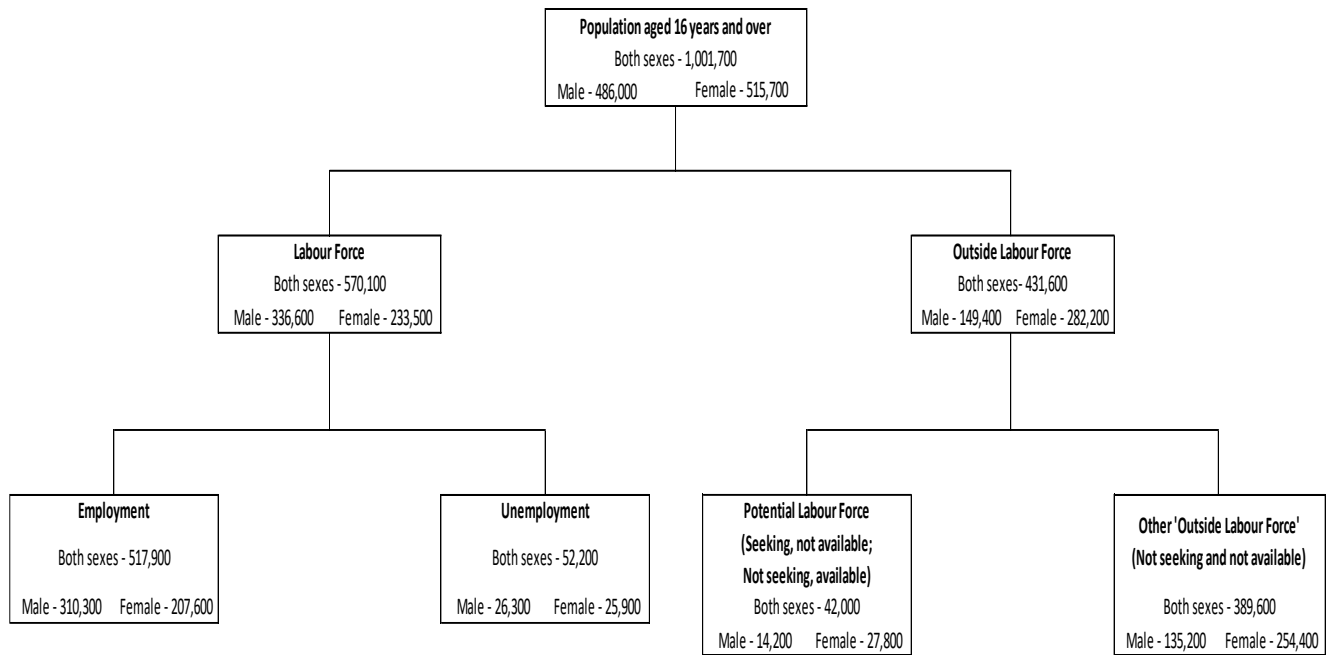 Population aged 16 years and over
Both sexes - 1,001,700
Male - 486,000 Female - 515,700
Labour Force
Both sexes - 570,100
Male - 336,600 Female - 233,500
Outside Labour Force
Both sexes- 431,600
Male - 149,400 Female - 282,200
Employment
Both sexes - 517,900
Male - 310,300 Female - 207,600
Unemployment
Both sexes - 52,200
Male - 26,300 Female - 25,900
Potential Labour Force
(Seeking, not available;
Not seeking, available)
Both sexes - 42,000
Male - 14,200 Female - 27,800
Other 'Outside Labour Force'
(Not seeking and not available)
Both sexes - 389,600
Male - 135,200 Female - 254,400